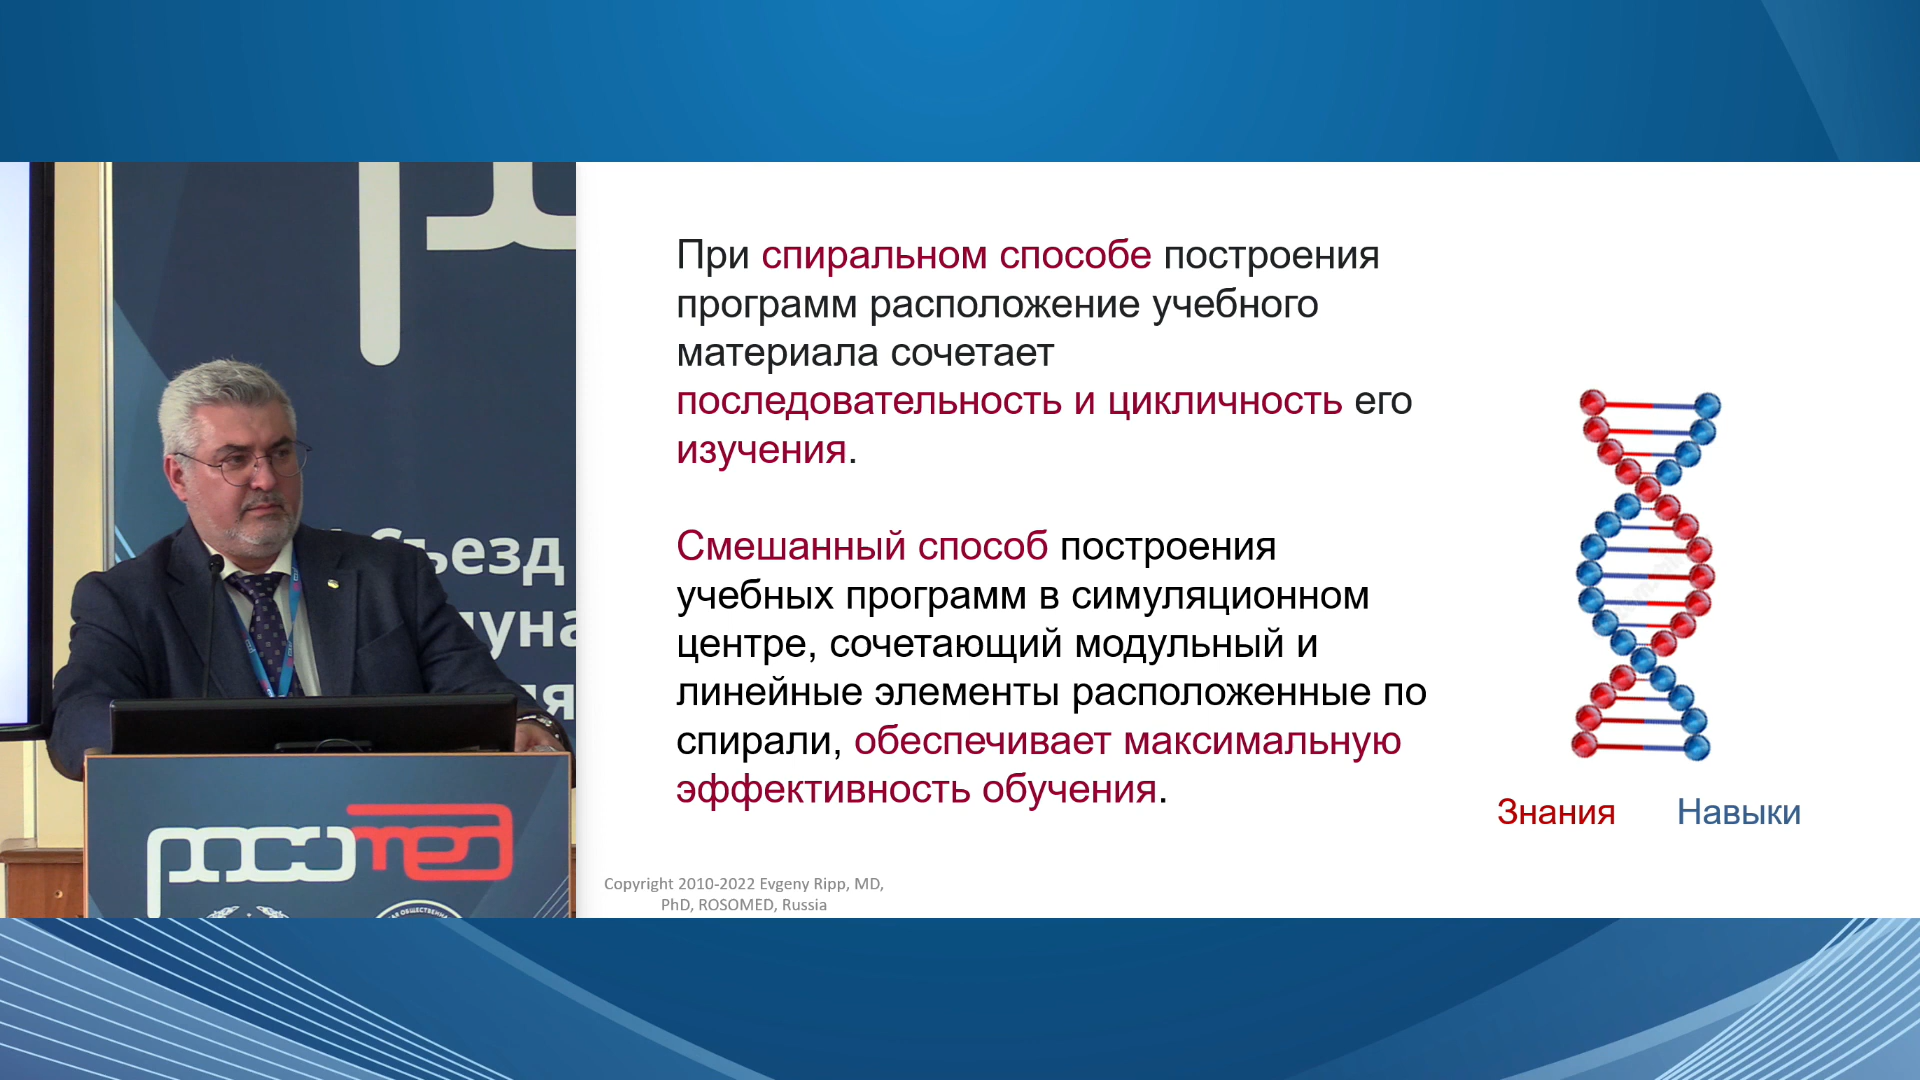 При спиральном способе построения
программ расположение учебного
материала сочетает
последовательность и цикличность его
изучения.
Смешанный способ построения
учебных программ в симуляционном
центре, сочетающий модульный и
линейные элементы расположенные по
спирали, обеспечивает максимальную
эффективность обучения.
Знания Навыки
Copyright 2010-2022 Evgeny Ripp, MD,
PhD, ROSOMED, Russia
Съезд
росомед